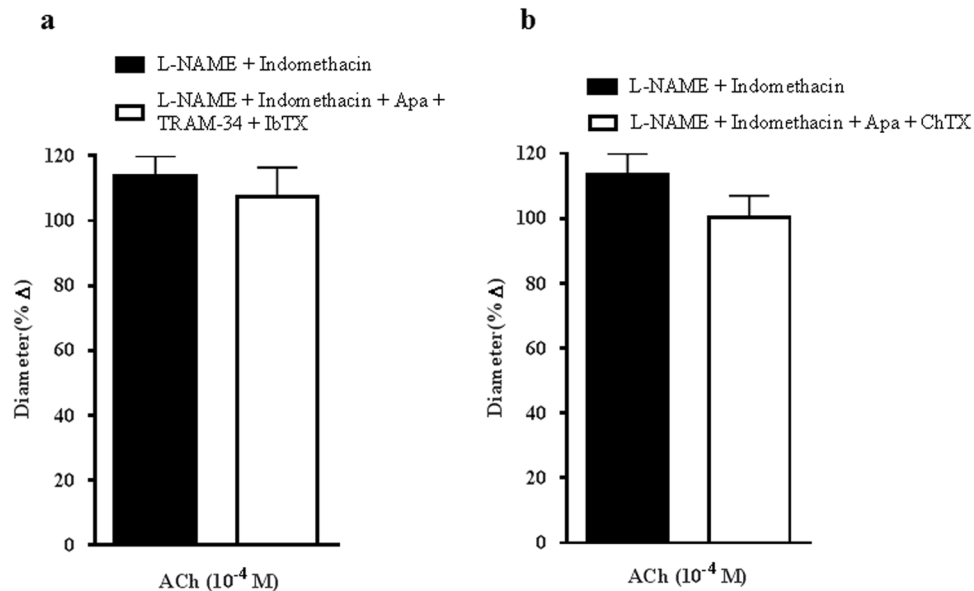 a
L-NAME + Indomethacin
L-NAME + Indomethacin + Apa +
TRAM-34 + IbTX
120
100
80
60
40
20
0
Diameter (% Δ)
ACh (10⁻⁴ M)
b
L-NAME + Indomethacin
L-NAME + Indomethacin + Apa + ChTX
120
100
80
60
40
20
0
Diameter (% Δ)
ACh (10⁻⁴ M)